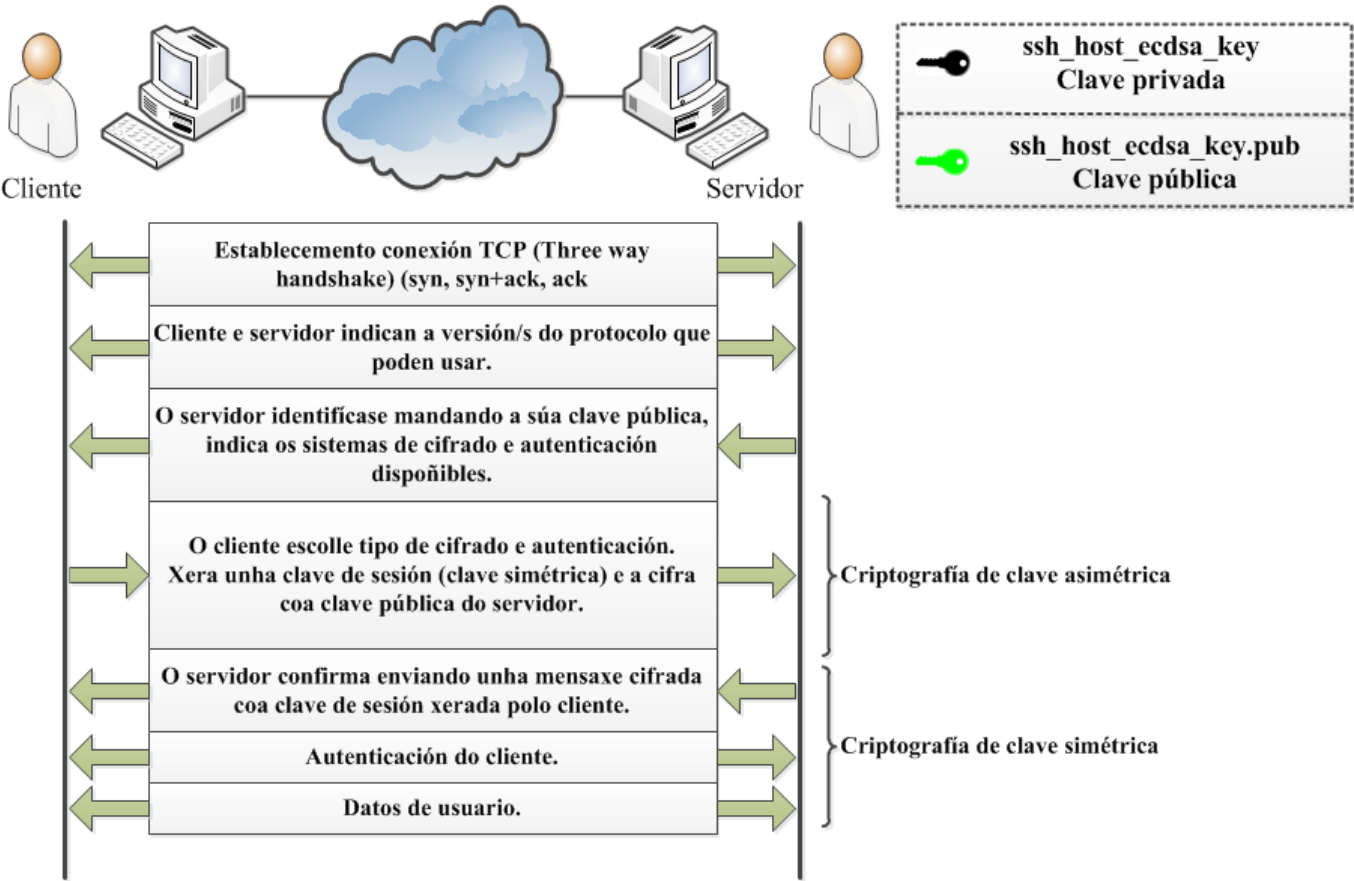 Cliente
Servidor
ssh_host_ecdsa_key
Clave privada
ssh_host_ecdsa_key.pub
Clave pública
Establecemento conexión TCP (Three way
handshake) (syn, syn+ack, ack
Cliente e servidor indican a versión/s do protocolo que
poden usar.
O servidor identifícase mandando a súa clave pública,
indica os sistemas de cifrado e autenticación
dispoñibles.
O cliente escolle tipo de cifrado e autenticación.
Xera unha clave de sesión (clave simétrica) e a cifra
coa clave pública do servidor.
Criptografía de clave asimétrica
O servidor confirma enviando unha mensaxe cifrada
coa clave de sesión xerada polo cliente.
Autenticación do cliente.
Criptografía de clave simétrica
Datos de usuario.